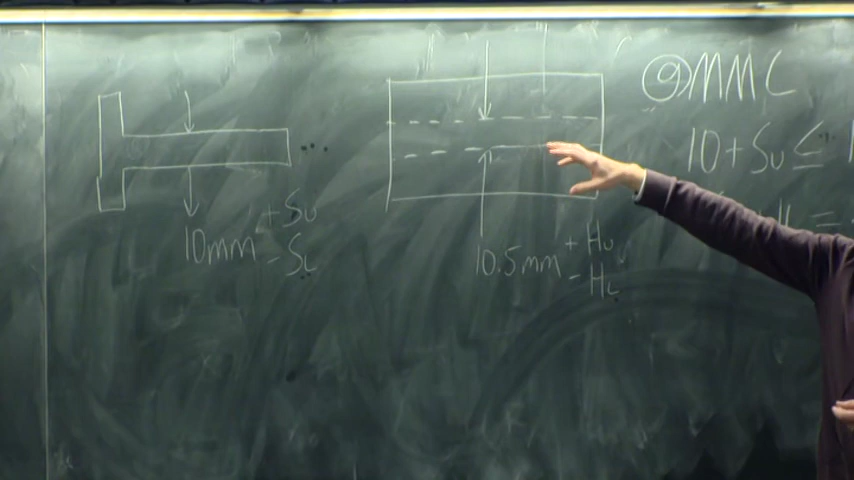 10mm + Su
- SL
10.5mm + Hu
- HL
@MMC
10 + Su ≤
=